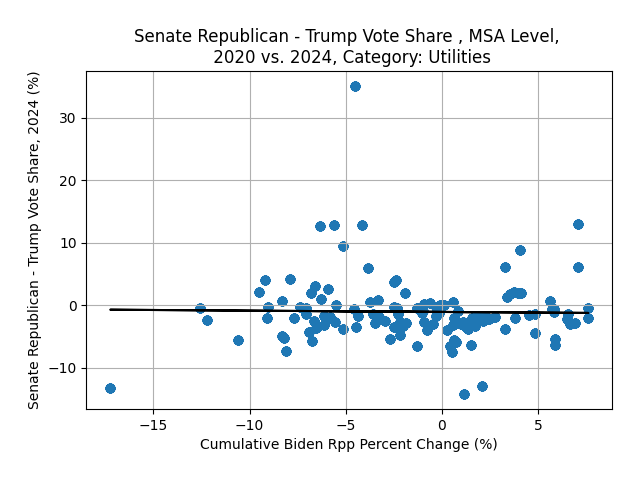 Senate Republican - Trump Vote Share , MSA Level,
2020 vs. 2024, Category: Utilities
Senate Republican - Trump Vote Share, 2024 (%)
30
20
10
0
−10
−15
−10
−5
0
5
Cumulative Biden Rpp Percent Change (%)